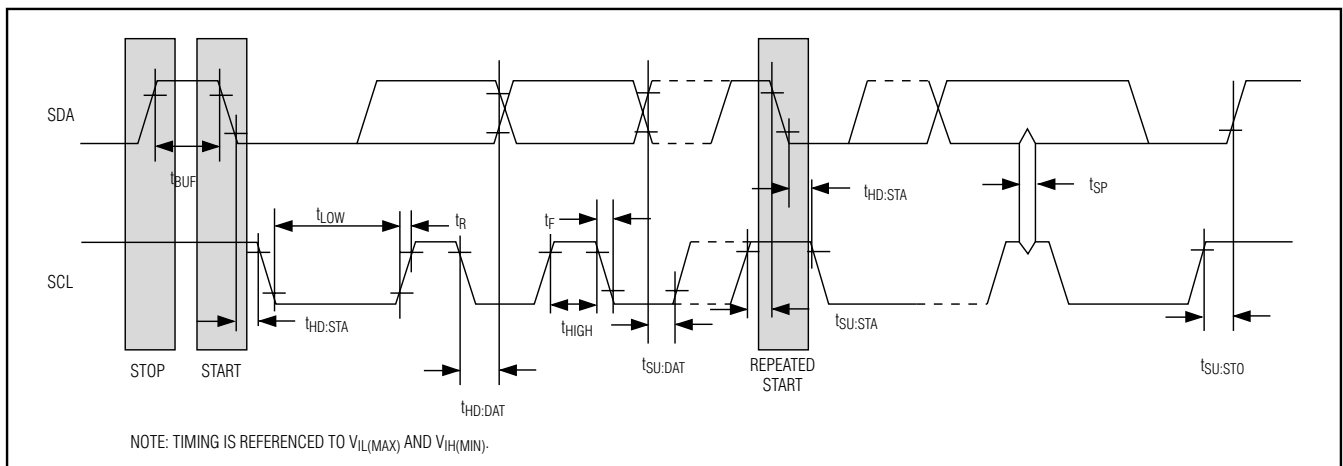 SDA
tBUF
tHD:STA
tSP
tLOW
tR
tF
SCL
tHD:STA
tHIGH
tSU:STA
tSU:DAT
tSU:STO
STOP
START
REPEATED
START
tHD:DAT
NOTE: TIMING IS REFERENCED TO VIL(MAX) AND VIH(MIN).